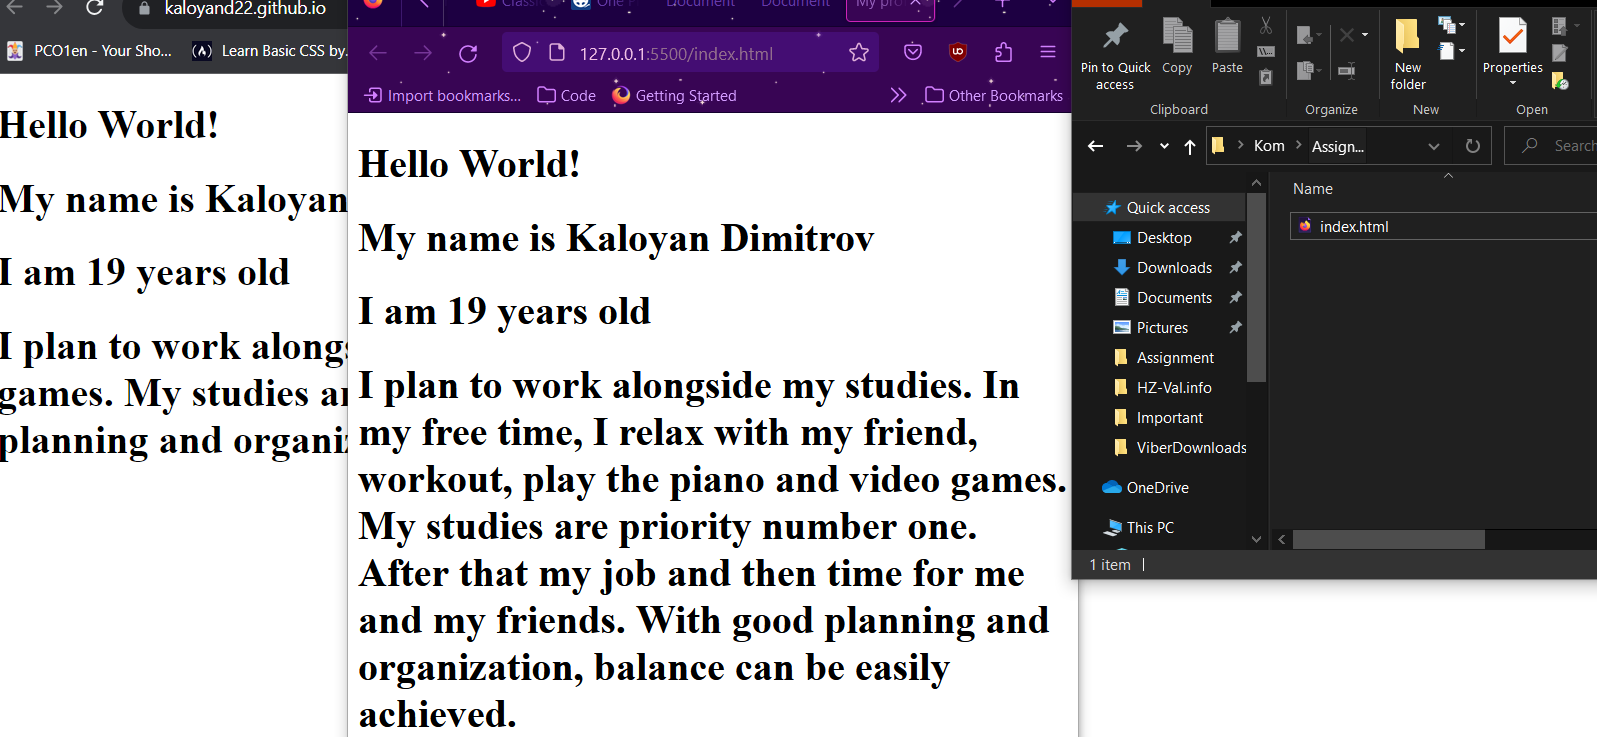 kaloyand22.github.io
PCO1en - Your Sho...
Learn Basic CSS by
Hello World!
My name is Kaloyan
I am 19 years old
I plan to work
games. My studies
planning and
Document
Document
127.0.0.1:5500/index.html
Import bookmarks...
Code
Getting Started
Other Bookmarks
Hello World!
My name is Kaloyan Dimitrov
I am 19 years old
I plan to work alongside my studies. In
my free time, I relax with my friend,
workout, play the piano and video games.
My studies are priority number one.
After that my job and then time for me
and my friends. With good planning and
organization, balance can be easily
achieved.
Pin to Quick
access
Copy
Paste
New
folder
Properties
Clipboard
Organize
New
Open
Kom
Assign...
Search
Name
index.html
Quick access
Desktop
Downloads
Documents
Pictures
Assignment
HZ-Val.info
Important
ViberDownloads
OneDrive
This PC
1 item